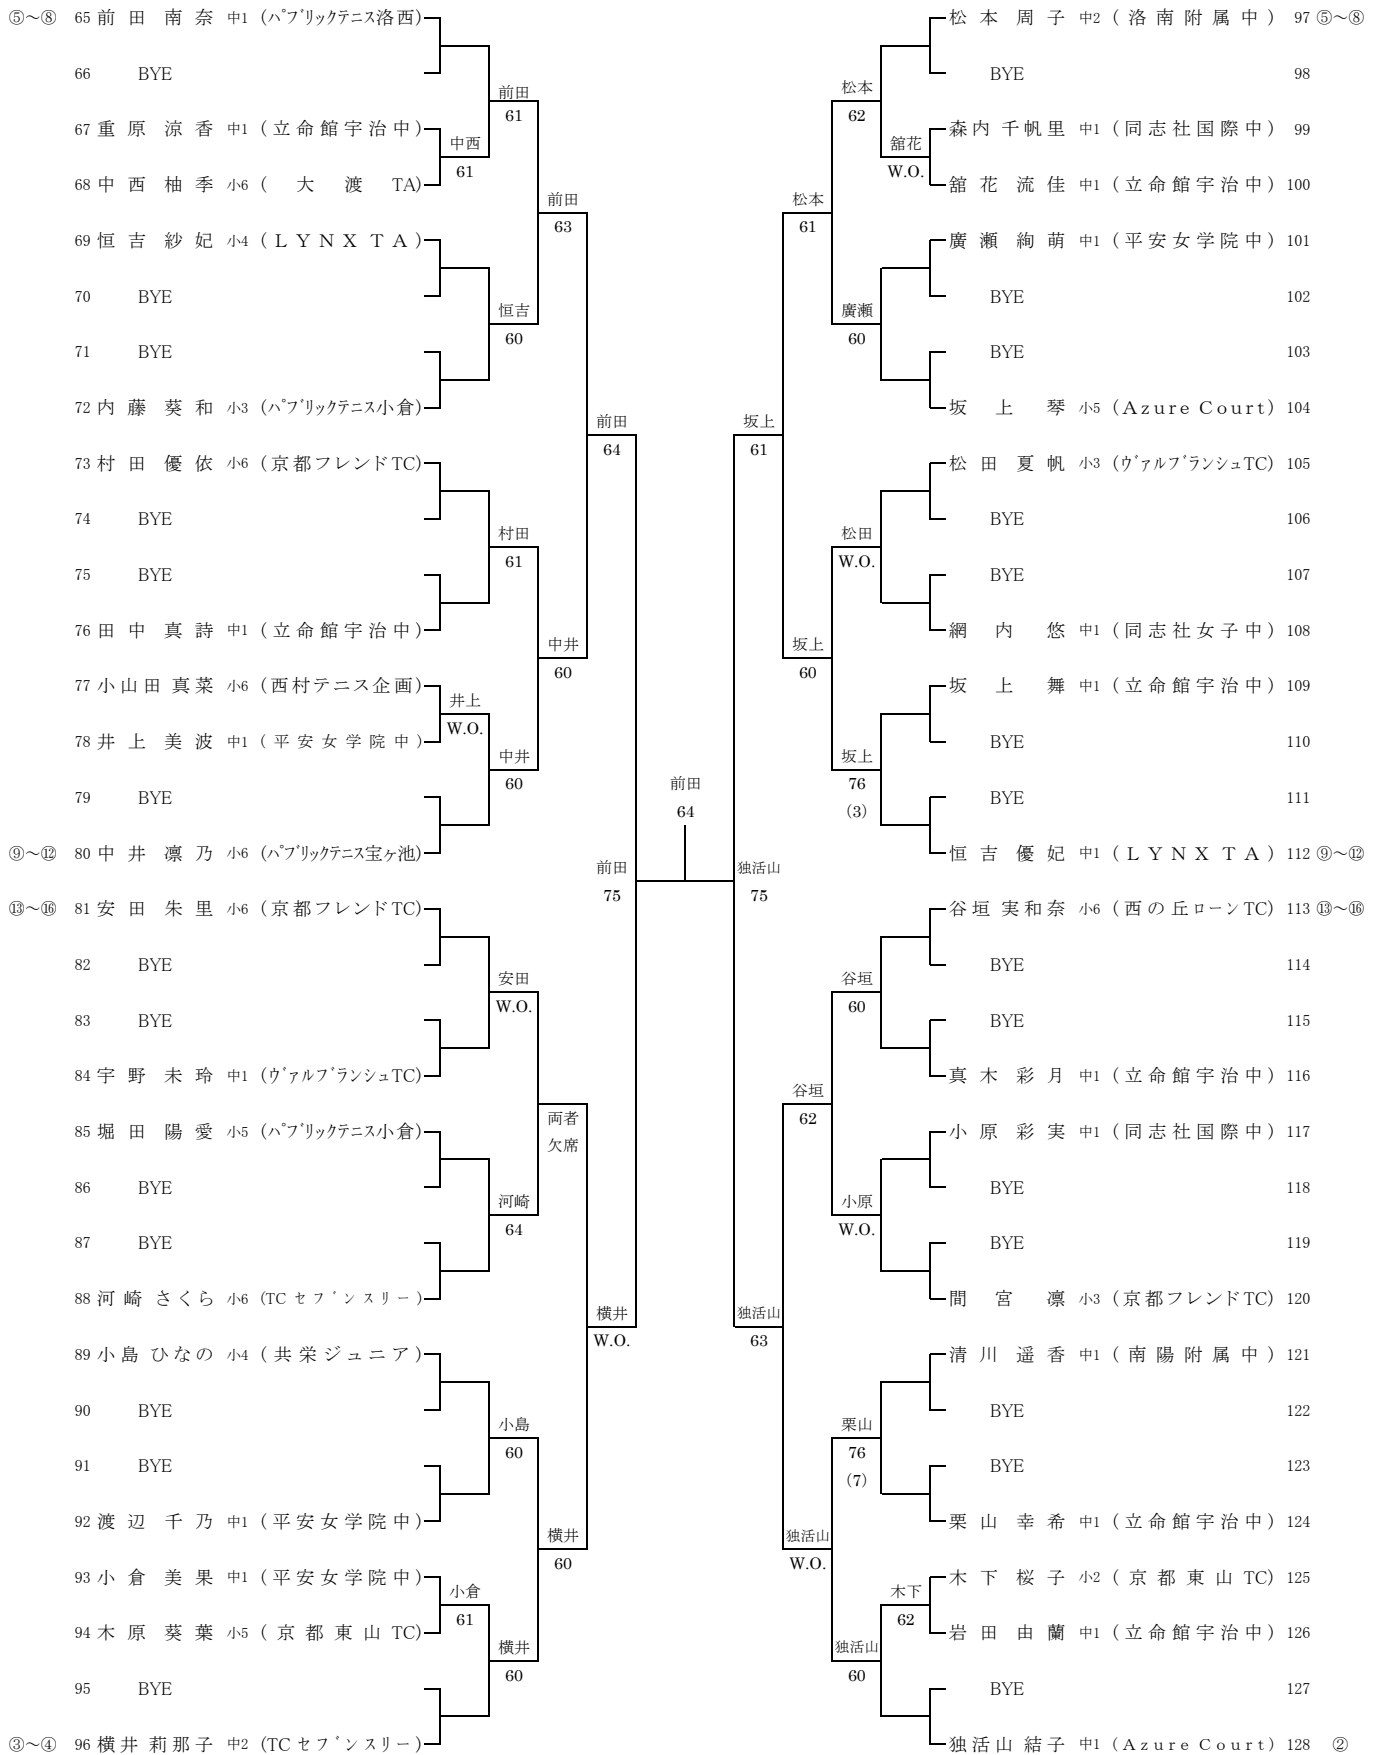 ⑤～⑧ 65 前田 南奈 中1 (パブリックテニス洛西)
66 BYE
前田
61
67 重原 涼香 中1 (立命館宇治中)
中西
61
68 中西 柚季 小6 (大渡 TA)
前田
63
69 恒吉 紗妃 小4 (LYNX TA)
70 BYE
恒吉
60
71 BYE
72 内藤 葵和 小3 (パブリックテニス小倉)
前田
64
73 村田 優依 小6 (京都フレンドTC)
74 BYE
村田
61
75 BYE
76 田中 真詩 中1 (立命館宇治中)
中井
60
77 小山田 真菜 小6 (西村テニス企画)
井上
W.O.
78 井上 美波 中1 (平安女学院中)
中井
60
79 BYE
⑨～⑫ 80 中井 凛乃 小6 (パブリックテニス宝ヶ池)
前田
75
⑬～⑯ 81 安田 朱里 小6 (京都フレンドTC)
82 BYE
安田
W.O.
83 BYE
84 宇野 未玲 中1 (ヴァルブランシュTC)
両者
欠席
85 堀田 陽愛 小5 (パブリックテニス小倉)
86 BYE
河崎
64
87 BYE
88 河崎 さくら 小6 (TC セブンスリー)
横井
W.O.
89 小島 ひなの 小4 (共栄ジュニア)
90 BYE
小島
60
91 BYE
92 渡辺 千乃 中1 (平安女学院中)
横井
60
93 小倉 美果 中1 (平安女学院中)
小倉
61
94 木原 葵葉 小5 (京都東山 TC)
横井
60
95 BYE
③～④ 96 横井 莉那子 中2 (TC セブンスリー)
前田
64
松本 周子 中2 (洛南附属中) 97 ⑤～⑧
BYE 98
松本
62
森内 千帆里 中1 (同志社国際中) 99
舘花
W.O.
舘花 流佳 中1 (立命館宇治中) 100
松本
61
廣瀬 絢萌 中1 (平安女学院中) 101
BYE 102
廣瀬
60
BYE 103
坂上 琴 小5 (Azure Court) 104
坂上
61
松田 夏帆 小3 (ヴァルブランシュTC) 105
BYE 106
松田
W.O.
BYE 107
網内 悠 中1 (同志社女子中) 108
坂上
60
坂上 舞 中1 (立命館宇治中) 109
BYE 110
坂上
76
(3)
BYE 111
恒吉 優妃 中1 (LYNX TA) 112 ⑨～⑫
独活山
75
谷垣 実和奈 小6 (西の丘ローンTC) 113 ⑬～⑯
BYE 114
谷垣
60
BYE 115
真木 彩月 中1 (立命館宇治中) 116
谷垣
62
小原 彩実 中1 (同志社国際中) 117
BYE 118
小原
W.O.
BYE 119
間宮 凛 小3 (京都フレンドTC) 120
独活山
63
清川 遥香 中1 (南陽附属中) 121
BYE 122
栗山
76
(7)
BYE 123
栗山 幸希 中1 (立命館宇治中) 124
独活山
W.O.
木下 桜子 小2 (京都東山 TC) 125
木下
62
岩田 由蘭 中1 (立命館宇治中) 126
独活山
60
BYE 127
独活山 結子 中1 (Azure Court) 128 ②